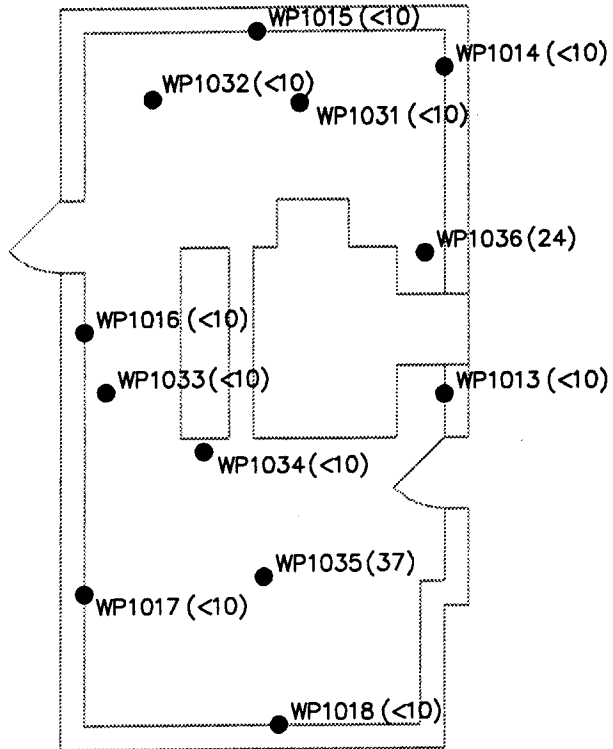 WP1015 (<10)
WP1014 (<10)
WP1032 (<10)
WP1031 (<10)
WP1036 (24)
WP1016 (<10)
WP1033 (<10)
WP1013 (<10)
WP1034 (<10)
WP1035 (37)
WP1017 (<10)
WP1018 (<10)